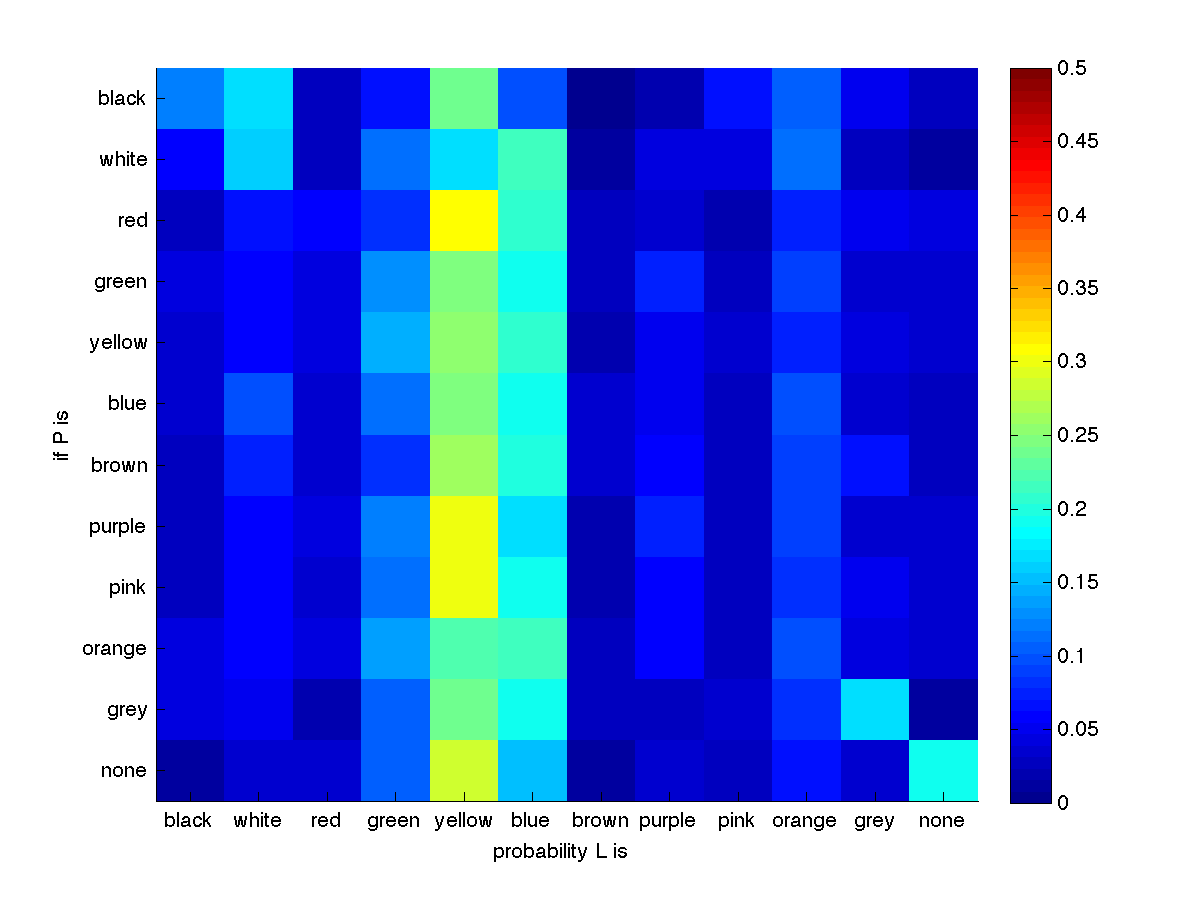 black
white
red
green
yellow
blue
brown
purple
pink
orange
grey
none
if P is
black white red green yellow blue brown purple pink orange grey none
probability L is
0.5
0.45
0.4
0.35
0.3
0.25
0.2
0.15
0.1
0.05
0